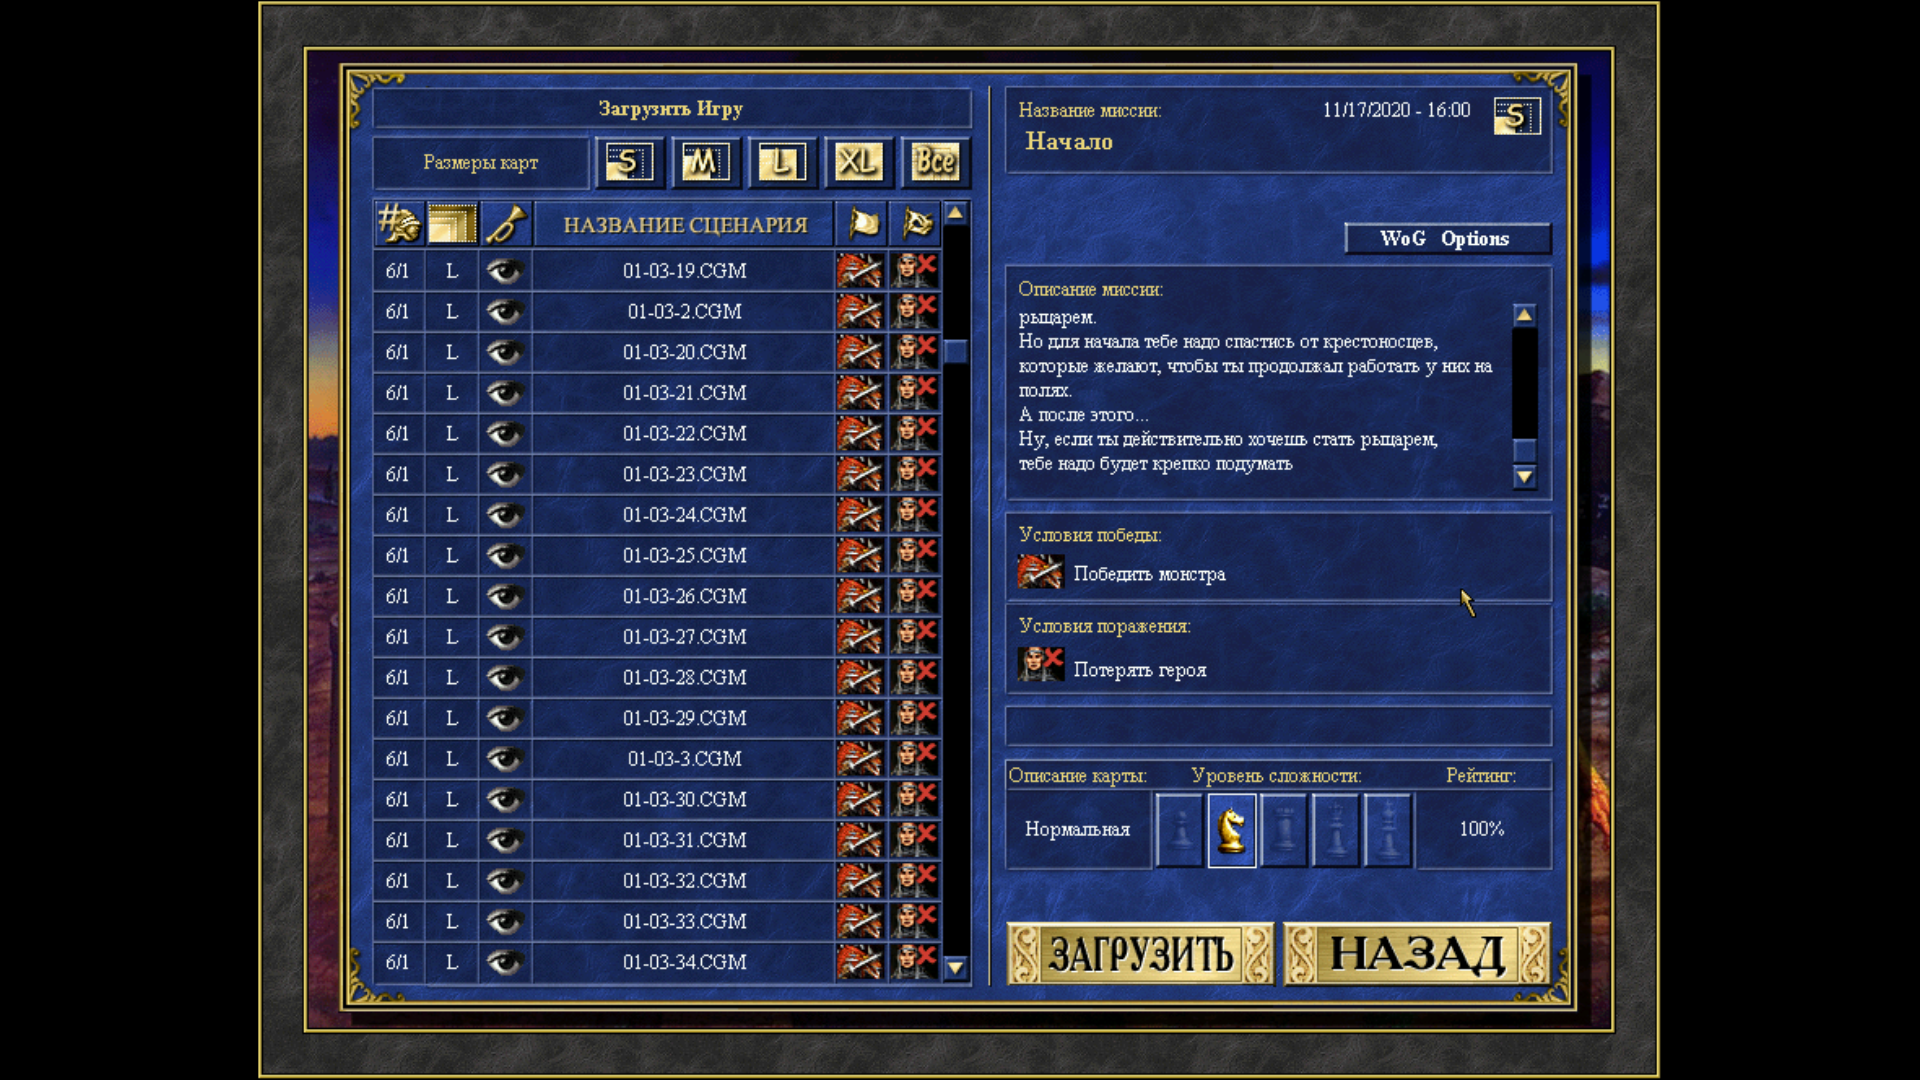 Загрузить Игру
Размеры карт
S M L XL Все
# НАЗВАНИЕ СЦЕНАРИЯ
6/1 L 01-03-19.CGM
6/1 L 01-03-2.CGM
6/1 L 01-03-20.CGM
6/1 L 01-03-21.CGM
6/1 L 01-03-22.CGM
6/1 L 01-03-23.CGM
6/1 L 01-03-24.CGM
6/1 L 01-03-25.CGM
6/1 L 01-03-26.CGM
6/1 L 01-03-27.CGM
6/1 L 01-03-28.CGM
6/1 L 01-03-29.CGM
6/1 L 01-03-3.CGM
6/1 L 01-03-30.CGM
6/1 L 01-03-31.CGM
6/1 L 01-03-32.CGM
6/1 L 01-03-33.CGM
6/1 L 01-03-34.CGM
Название миссии: 11/17/2020 - 16:00 S
Начало
WoG Options
Описание миссии:
рыцарем.
Но для начала тебе надо спастись от крестоносцев,
которые желают, чтобы ты продолжал работать у них на
полях.
А после этого...
Ну, если ты действительно хочешь стать рыцарем,
тебе надо будет крепко подумать
Условия победы:
Победить монстра
Условия поражения:
Потерять героя
Описание карты: Уровень сложности: Рейтинг:
Нормальная 100%
ЗАГРУЗИТЬ НАЗАД